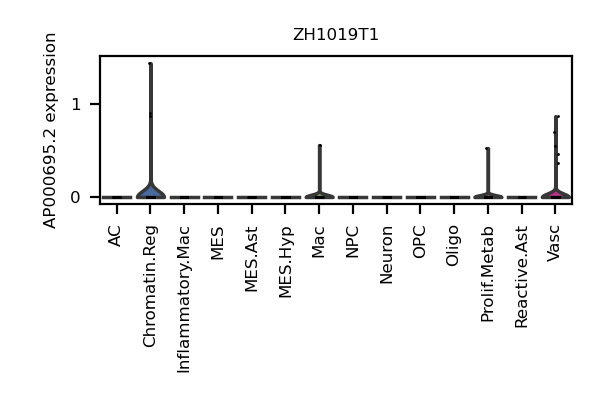 ZH1019T1
AP000695.2 expression
1
0
AC
Chromatin.Reg
Inflammatory.Mac
MES
MES.Ast
MES.Hyp
Mac
NPC
Neuron
OPC
Oligo
Prolif.Metab
Reactive.Ast
Vasc